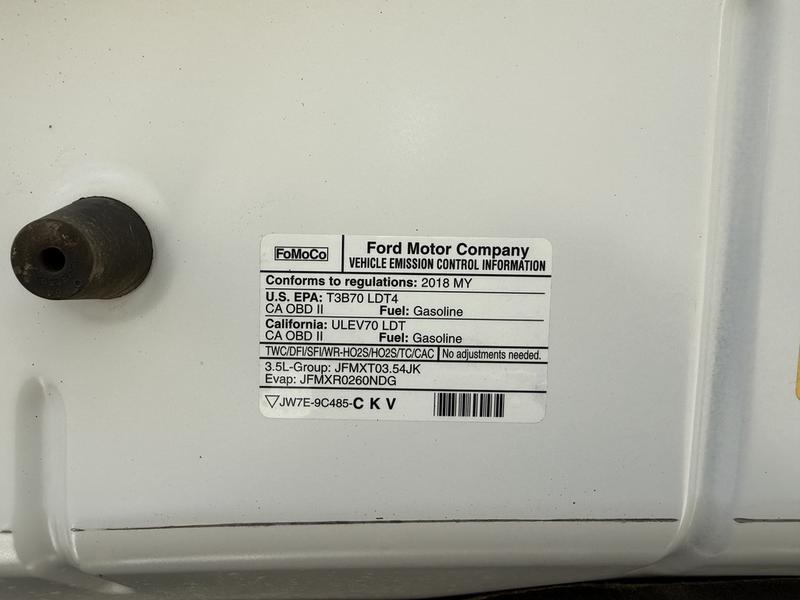 FoMoCo
Ford Motor Company
VEHICLE EMISSION CONTROL INFORMATION
Conforms to regulations: 2018 MY
U.S. EPA: T3B70 LDT4
CA OBD II Fuel: Gasoline
California: ULEV70 LDT
CA OBD II Fuel: Gasoline
TWC/DFI/SFI/WR-HO2S/HO2S/TC/CAC No adjustments needed.
3.5L-Group: JFMXT03.54JK
Evap: JFMXR0260NDG
JW7E-9C485-C K V